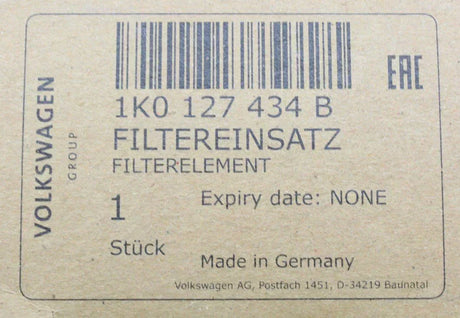 VOLKSWAGEN
GROUP
EAC
1K0 127 434 B
FILTEREINSATZ
FILTERELEMENT
1
Expiry date: NONE
Stück
Made in Germany
Volkswagen AG, Postfach 1451, D-34219 Baunatal